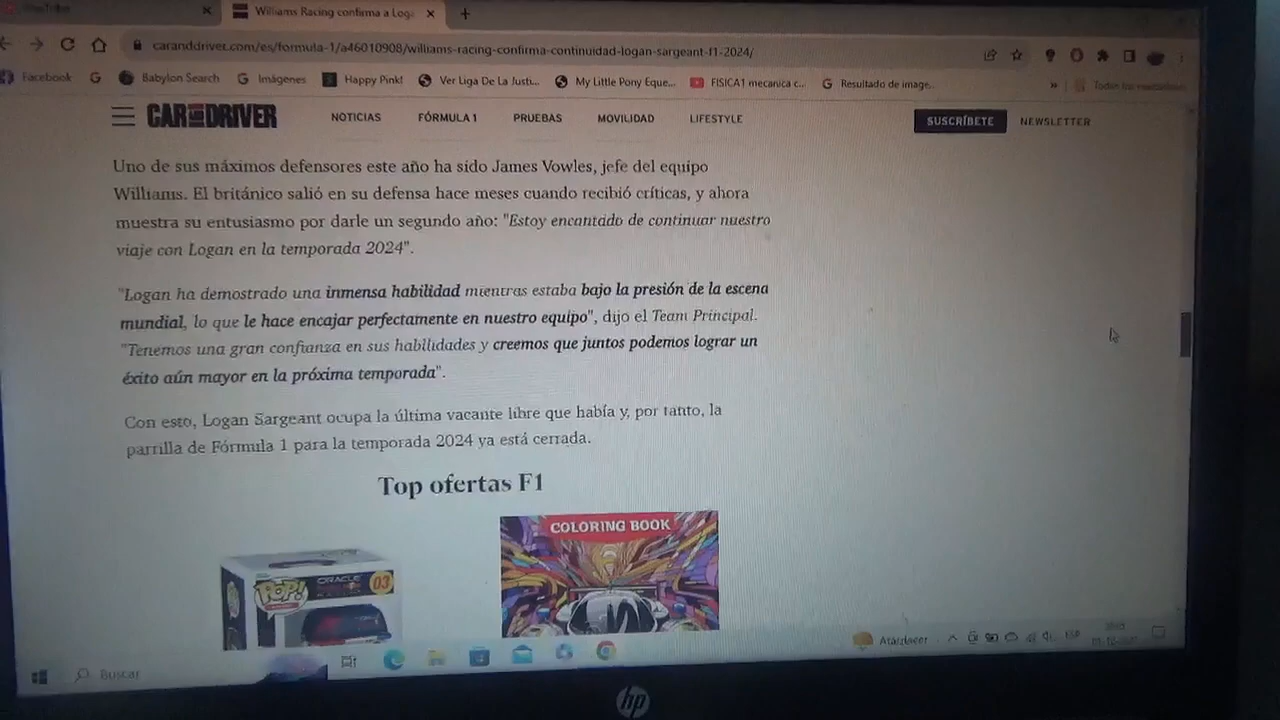 Williams Racing confirma a Loga
caranddriver.com/es/formula-1/a46010908/williams-racing-confirma-continuidad-logan-sargeant-f1-2024/
Facebook G Babylon Search G Imágenes Happy Pink! Ver Liga De La Justi... My Little Pony Eque... FISICA1 mecanica c... G Resultado de image... » Todos los marcadores
CAR AND DRIVER NOTICIAS FÓRMULA 1 PRUEBAS MOVILIDAD LIFESTYLE SUSCRÍBETE NEWSLETTER
Uno de sus máximos defensores este año ha sido James Vowles, jefe del equipo
Williams. El británico salió en su defensa hace meses cuando recibió críticas, y ahora
muestra su entusiasmo por darle un segundo año: "Estoy encantado de continuar nuestro
viaje con Logan en la temporada 2024".
"Logan ha demostrado una inmensa habilidad mientras estaba bajo la presión de la escena
mundial, lo que le hace encajar perfectamente en nuestro equipo", dijo el Team Principal.
"Tenemos una gran confianza en sus habilidades y creemos que juntos podemos lograr un
éxito aún mayor en la próxima temporada".
Con esto, Logan Sargeant ocupa la última vacante libre que había y, por tanto, la
parrilla de Fórmula 1 para la temporada 2024 ya está cerrada.
Top ofertas F1
COLORING BOOK
POP! ORACLE 03
Buscar
Atardecer ESP
hp